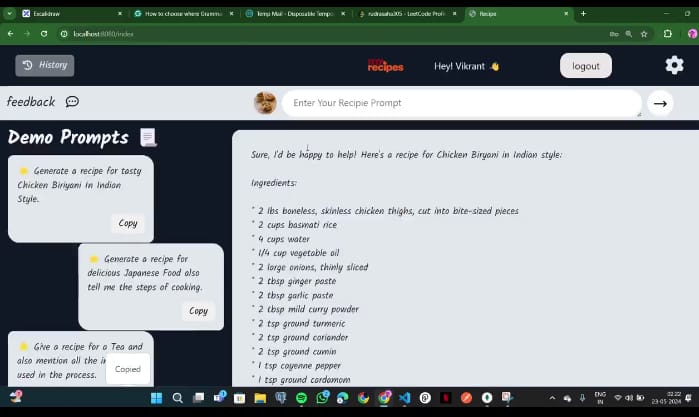 Excalidraw
How to choose where Gramma
Temp Mail - Disposable Tempo
rudrasahu305 - LeetCode Profi
Recipe
localhost:8080/index
History
recipes
Hey! Vikrant 👋
logout
feedback
Enter Your Recipie Prompt
Demo Prompts
Generate a recipe for tasty
Chicken Biriyani In Indian
Style.
Copy
Generate a recipe for
delicious Japanese Food also
tell me the steps of cooking.
Copy
Give a recipe for a Tea and
also mention all the in
used in the process.
Copied
Sure, I'd be happy to help! Here's a recipe for Chicken Biryani in Indian style:
Ingredients:
* 2 lbs boneless, skinless chicken thighs, cut into bite-sized pieces
* 2 cups basmati rice
* 4 cups water
* 1/4 cup vegetable oil
* 2 large onions, thinly sliced
* 2 tbsp ginger paste
* 2 tbsp garlic paste
* 2 tbsp mild curry powder
* 2 tsp ground turmeric
* 2 tsp ground coriander
* 2 tsp ground cumin
* 1 tsp cayenne pepper
* 1 tsp ground cardamom
ENG
IN
02:22
23-05-2024